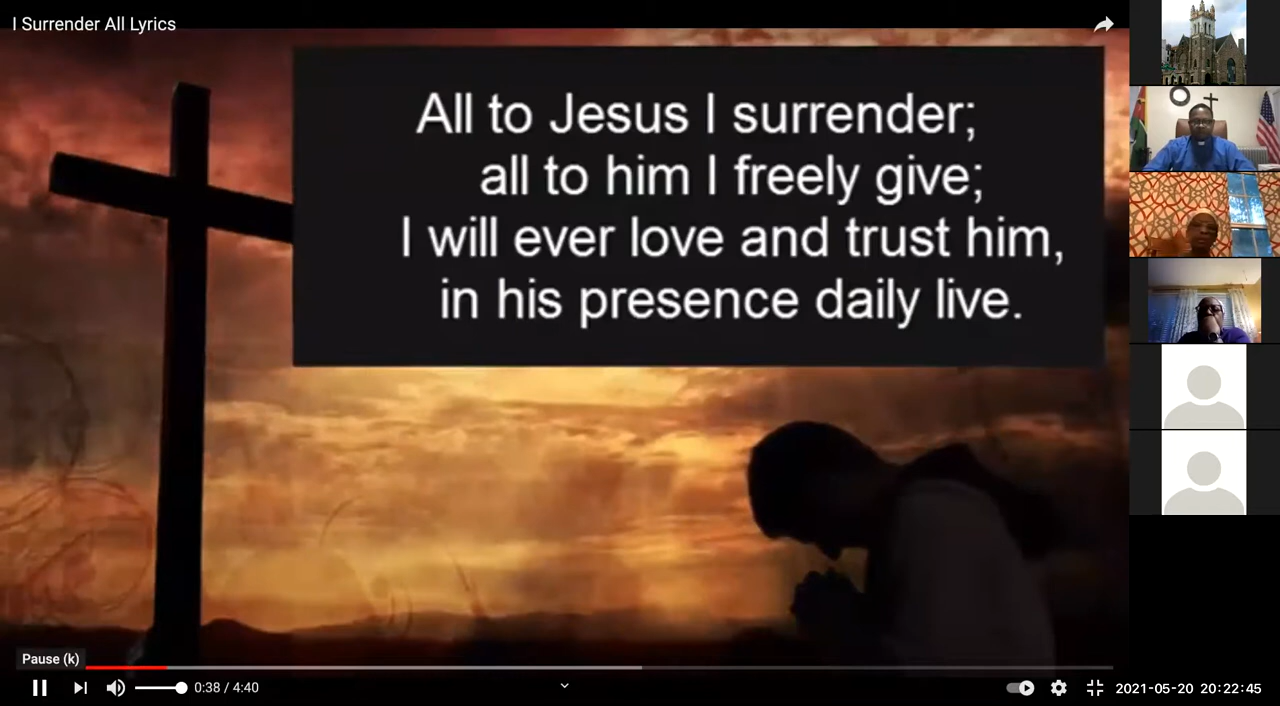 I Surrender All Lyrics
All to Jesus I surrender;
all to him I freely give;
I will ever love and trust him,
in his presence daily live.
Pause (k)
0:38 / 4:40
2021-05-20 20:22:45